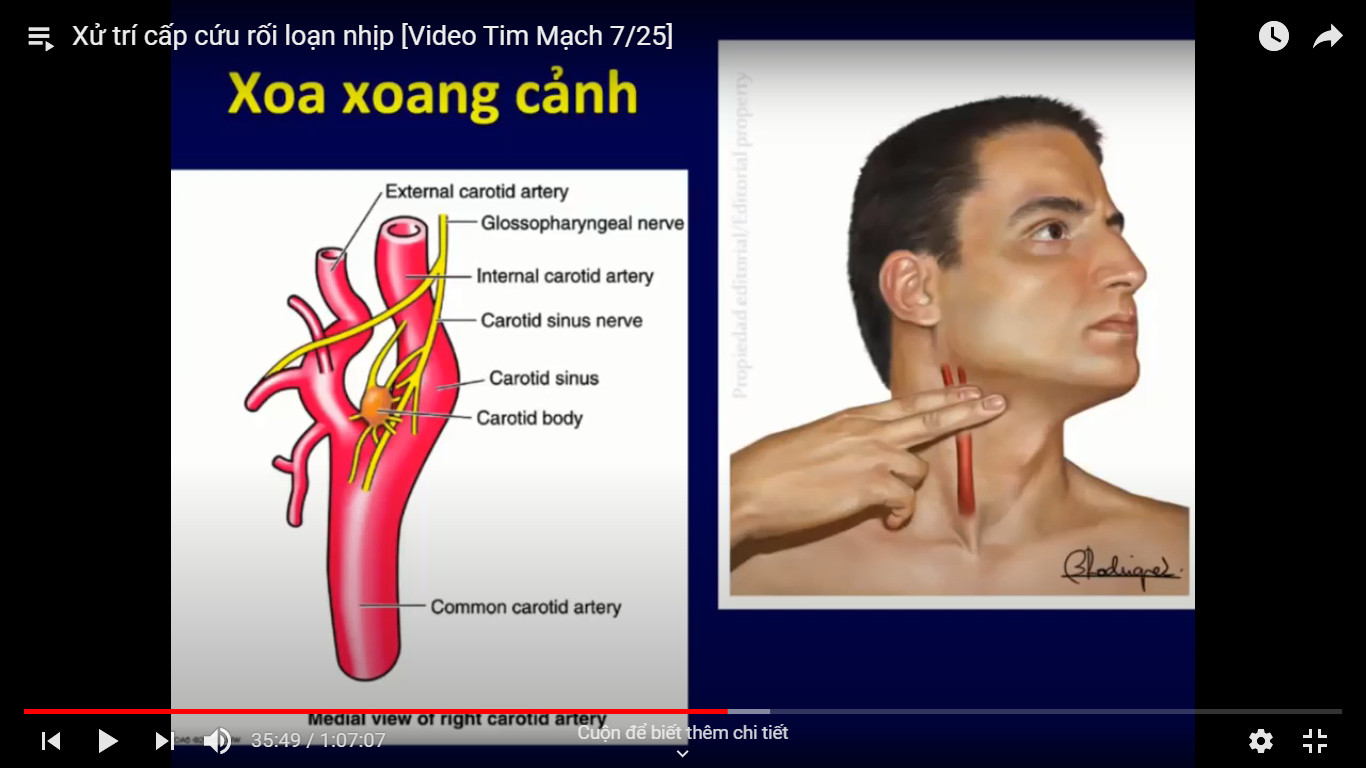 Xử trí cấp cứu rối loạn nhịp [Video Tim Mạch 7/25]
Xoa xoang cảnh
External carotid artery
Glossopharyngeal nerve
Internal carotid artery
Carotid sinus nerve
Carotid sinus
Carotid body
Common carotid artery
Medial view of right carotid artery
Propiedad editorial/Editorial property
BRodriguez.
35:49 / 1:07:07
Cuộn để biết thêm chi tiết